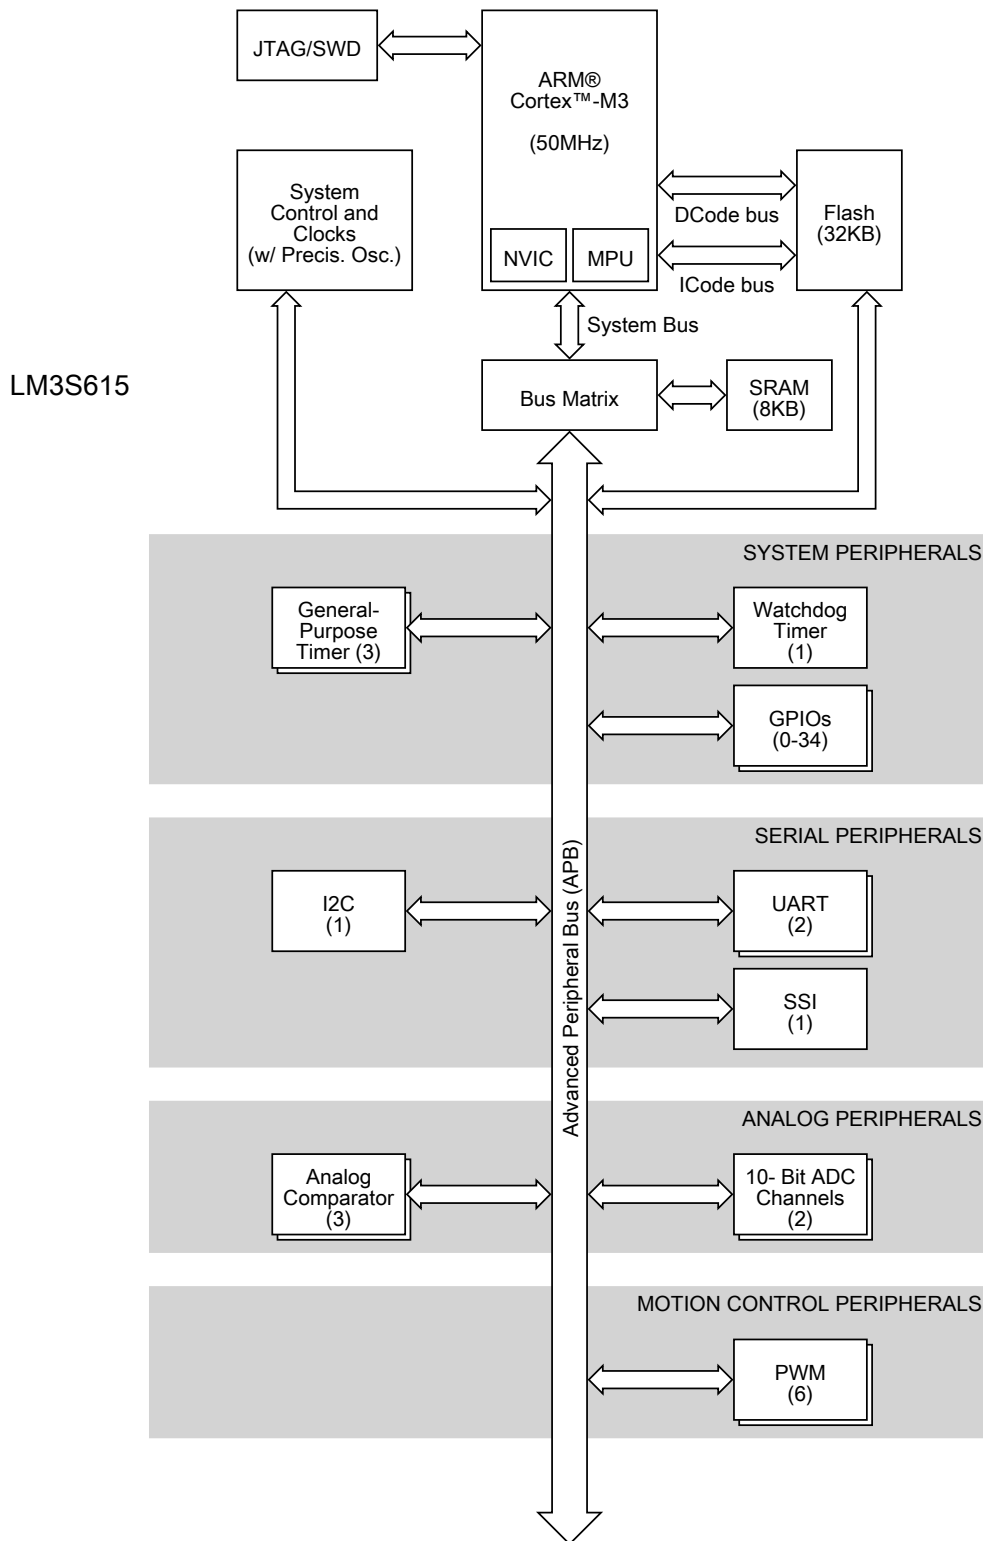 JTAG/SWD
ARM®
Cortex™-M3
(50MHz)
System
Control and
Clocks
(w/ Precis. Osc.)
DCode bus
Flash
(32KB)
NVIC
MPU
ICode bus
System Bus
LM3S615
Bus Matrix
SRAM
(8KB)
SYSTEM PERIPHERALS
General-
Purpose
Timer (3)
Watchdog
Timer
(1)
GPIOs
(0-34)
Advanced Peripheral Bus (APB)
SERIAL PERIPHERALS
I2C
(1)
UART
(2)
SSI
(1)
ANALOG PERIPHERALS
Analog
Comparator
(3)
10- Bit ADC
Channels
(2)
MOTION CONTROL PERIPHERALS
PWM
(6)